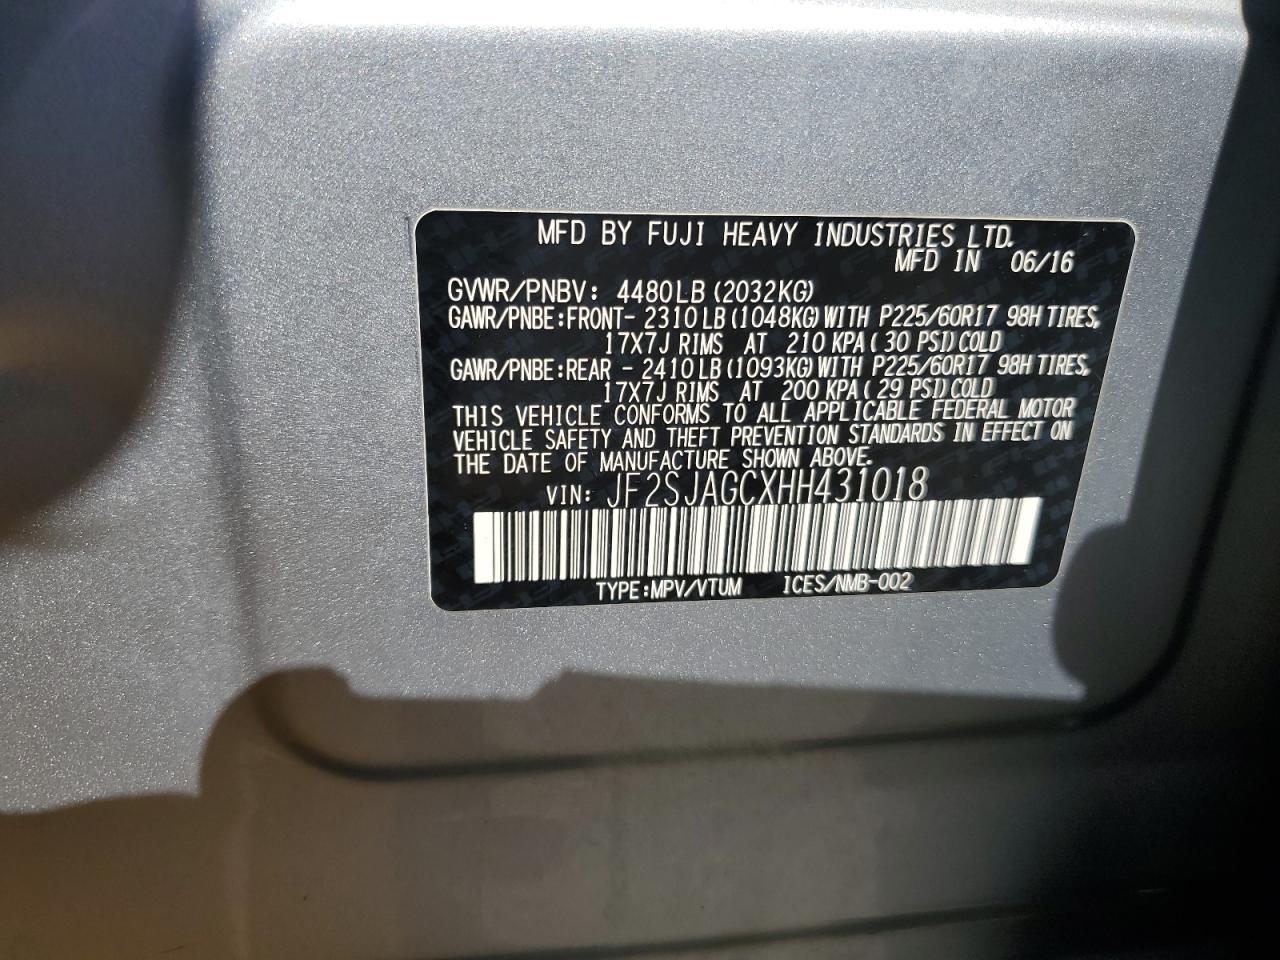 MFD BY FUJI HEAVY INDUSTRIES LTD.
MFD IN 06/16
GVWR/PNBV: 4480LB(2032KG)
GAWR/PNBE:FRONT- 2310LB(1048KG)WITH P225/60R17 98H TIRES,
17X7J RIMS AT 210 KPA(30 PSI)COLD
GAWR/PNBE:REAR - 2410LB(1093KG)WITH P225/60R17 98H TIRES,
17X7J RIMS AT 200 KPA(29 PSI)COLD
THIS VEHICLE CONFORMS TO ALL APPLICABLE FEDERAL MOTOR
VEHICLE SAFETY AND THEFT PREVENTION STANDARDS IN EFFECT ON
THE DATE OF MANUFACTURE SHOWN ABOVE.
VIN: JF2SJAGCXHH431018
TYPE:MPV/VTUM ICES/NMB-002